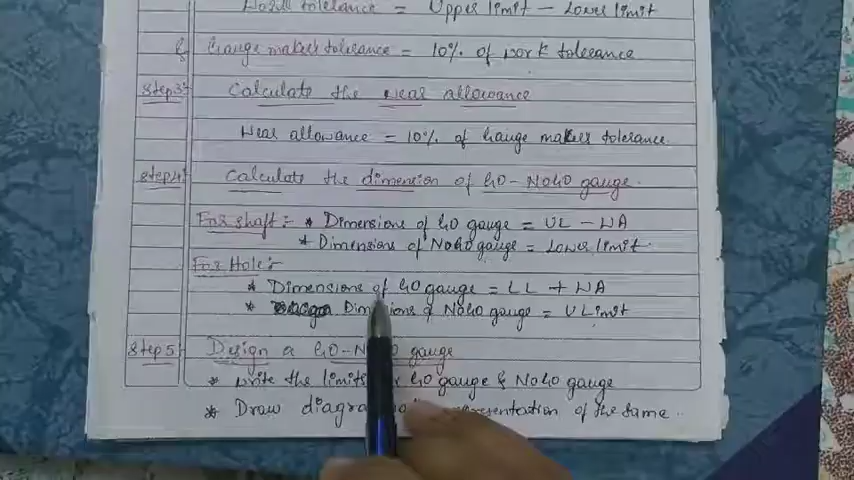 Work tolerance = Upper limit - Lower limit
& Gauge makes tolerance = 10% of work tolerance
Step 3:- Calculate the wear allowance
Wear allowance = 10% of Gauge makers tolerance.
Step 4:- Calculate the dimension of GO-NOGO gauge.
For shaft:- * Dimensions of GO gauge = UL - WA
* Dimensions of NOGO gauge = Lower limit.
For Hole:-
* Dimensions of GO gauge = LL + WA
* Dimensions of NOGO gauge = U Limit
Step 5: Design a GO-NOGO gauge
* Write the limits for GO gauge & NOGO gauge
* Draw representation of the same.